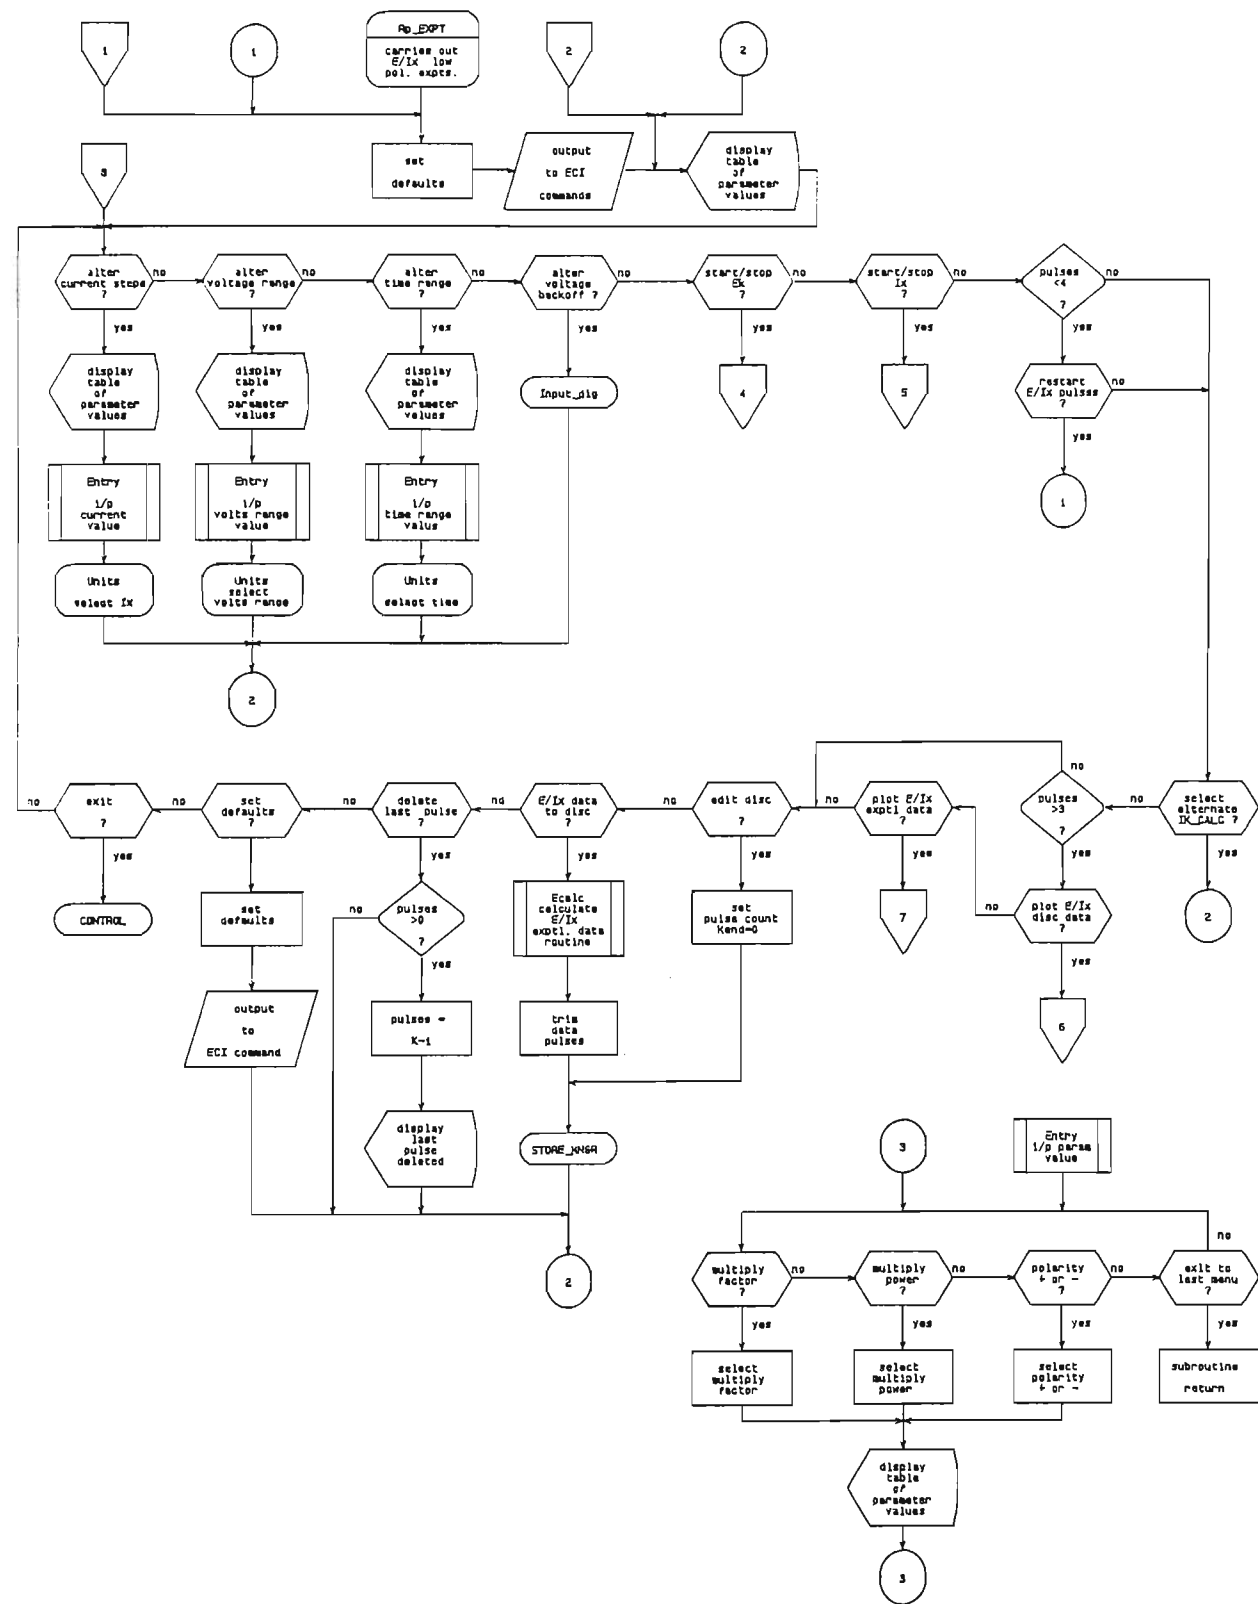 Rp_EXPT
1
1
carries out
E/Ix low
pol. expts.
2
2
set
defaults
output
to ECI
commands
display
table
of
parameter
values
alter
current steps
?
no
alter
voltage range
?
no
alter
time range
?
no
alter
voltage
backoff ?
no
start/stop
Ek
?
no
start/stop
Ix
?
no
pulses
<4
?
no
yes
yes
yes
yes
yes
yes
yes
display
table
of
parameter
values
display
table
of
parameter
values
display
table
of
parameter
values
Input_dig
4
5
restart
E/Ix pulses
?
no
yes
Entry
i/p
current
value
Entry
i/p
volts range
value
Entry
i/p
time range
value
1
Units
select Ix
Units
select
volts range
Units
select time
2
no
exit
?
no
set
defaults
?
no
delete
last pulse
?
no
E/Ix data
to disc
?
no
edit disc
?
no
plot E/Ix
exptl data
?
no
pulses
>3
?
no
select
alternate
IK_CALC ?
yes
yes
yes
yes
yes
yes
yes
yes
CONTROL
set
defaults
no
pulses
>0
?
yes
Ecalc
calculate
E/Ix
exptl. data
routine
set
pulse count
Kend=0
7
no
plot E/Ix
disc data
?
yes
2
output
to
ECI command
pulses =
K-1
trim
data
pulses
6
display
last
pulse
deleted
3
Entry
i/p param
value
no
2
multiply
factor
?
no
multiply
power
?
no
polarity
+ or -
?
no
exit to
last menu
?
yes
yes
yes
yes
select
multiply
factor
select
multiply
power
select
polarity
+ or -
subroutine
return
display
table
of
parameter
values
3